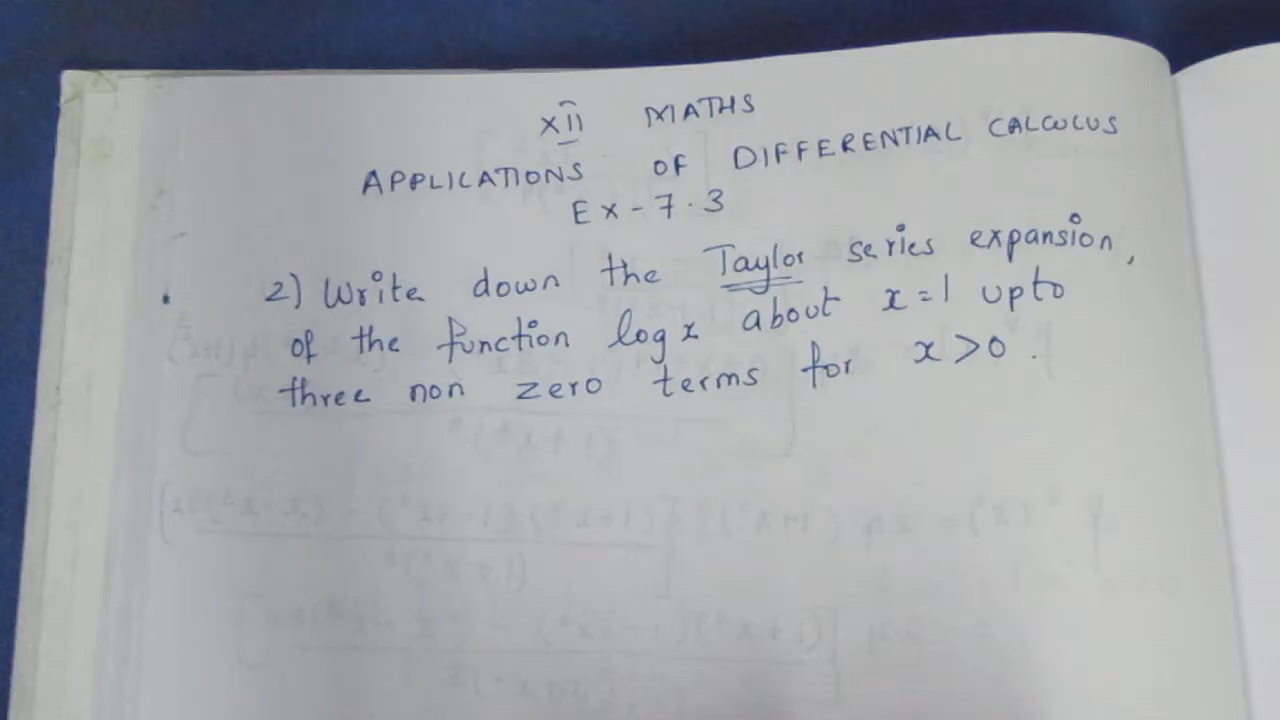 XII MATHS
APPLICATIONS OF DIFFERENTIAL CALCULUS
Ex-7.3
2) Write down the Taylor series expansion,
of the function log x about x=1 upto
three non zero terms for x>0.